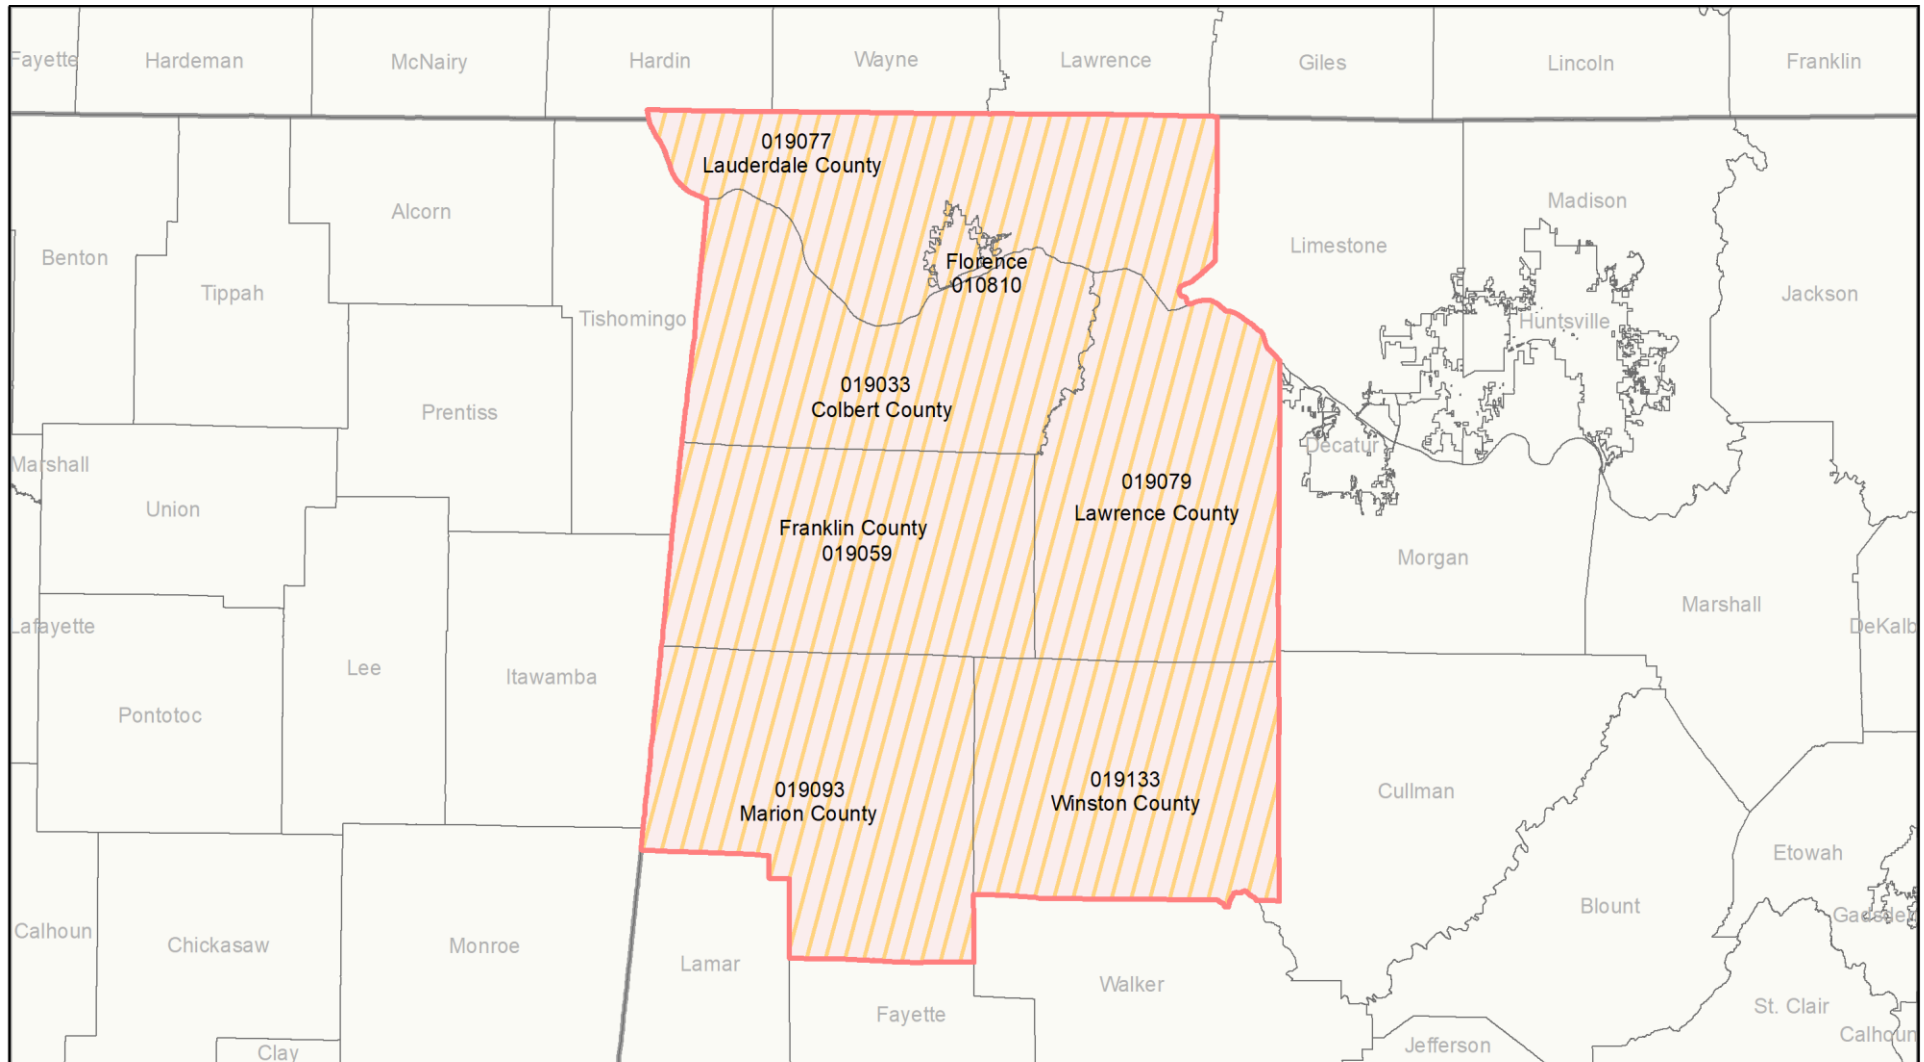 Fayette
Hardeman
McNairy
Hardin
Wayne
Lawrence
Giles
Lincoln
Franklin
019077
Lauderdale County
Alcorn
Madison
Benton
Limestone
Florence
010810
Tippah
Jackson
Tishomingo
Huntsville
019033
Colbert County
Prentiss
Decatur
Marshall
Union
019079
Lawrence County
Franklin County
019059
Morgan
Marshall
Lafayette
DeKalb
Lee
Itawamba
Pontotoc
019093
Marion County
019133
Winston County
Cullman
Etowah
Blount
Gadsden
Calhoun
Chickasaw
Monroe
Lamar
Walker
Fayette
St. Clair
Calhoun
Jefferson
Clay